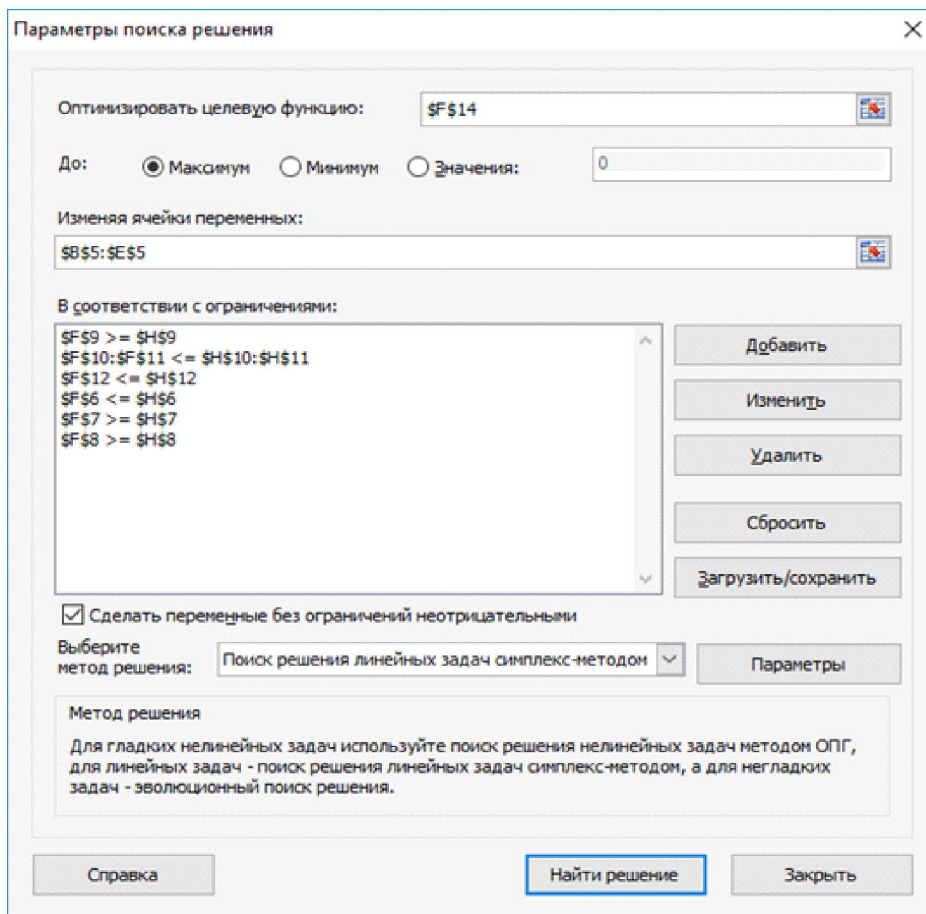 Параметры поиска решения
Оптимизировать целевую функцию:
$F$14
До:
Максимум
Минимум
Значения:
0
Изменяя ячейки переменных:
$B$5:$E$5
В соответствии с ограничениями:
$F$9 >= $H$9
$F$10:$F$11 <= $H$10:$H$11
$F$12 <= $H$12
$F$6 <= $H$6
$F$7 >= $H$7
$F$8 >= $H$8
Добавить
Изменить
Удалить
Сбросить
Загрузить/сохранить
Сделать переменные без ограничений неотрицательными
Выберите
метод решения:
Поиск решения линейных задач симплекс-методом
Параметры
Метод решения
Для гладких нелинейных задач используйте поиск решения нелинейных задач методом ОПГ,
для линейных задач - поиск решения линейных задач симплекс-методом, а для негладких
задач - эволюционный поиск решения.
Справка
Найти решение
Закрыть